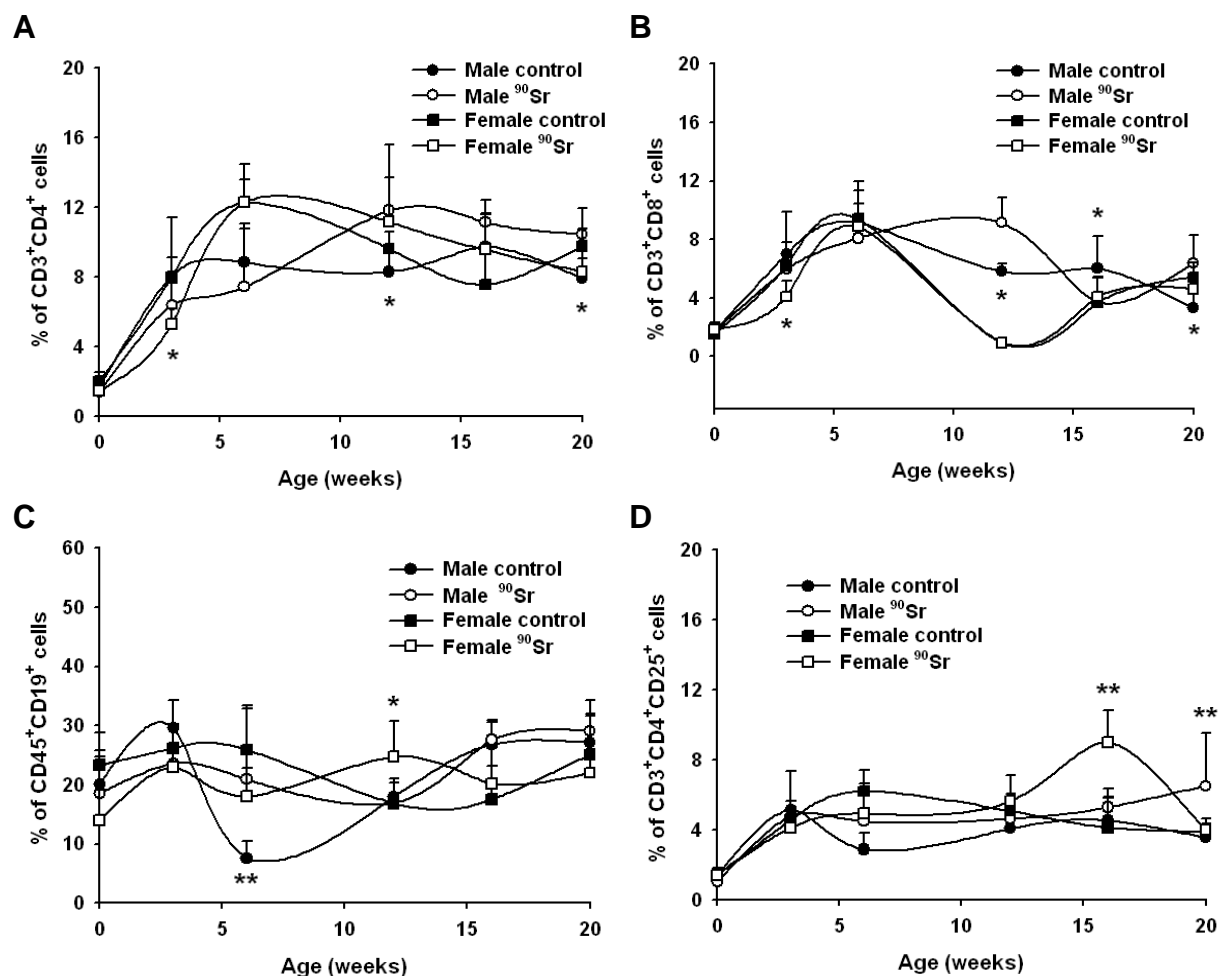 A
20
16
12
8
4
0
% of CD3⁺CD4⁺ cells
Male control
Male ⁹⁰Sr
Female control
Female ⁹⁰Sr
*
*
*
0 5 10 15 20
Age (weeks)
B
20
16
12
8
4
0
% of CD3⁺CD8⁺ cells
Male control
Male ⁹⁰Sr
Female control
Female ⁹⁰Sr
*
*
*
*
0 5 10 15 20
Age (weeks)
C
60
50
40
30
20
10
0
% of CD45⁺CD19⁺ cells
Male control
Male ⁹⁰Sr
Female control
Female ⁹⁰Sr
*
**
0 5 10 15 20
Age (weeks)
D
20
16
12
8
4
0
% of CD3⁺CD4⁺CD25⁺ cells
Male control
Male ⁹⁰Sr
Female control
Female ⁹⁰Sr
**
**
0 5 10 15 20
Age (weeks)